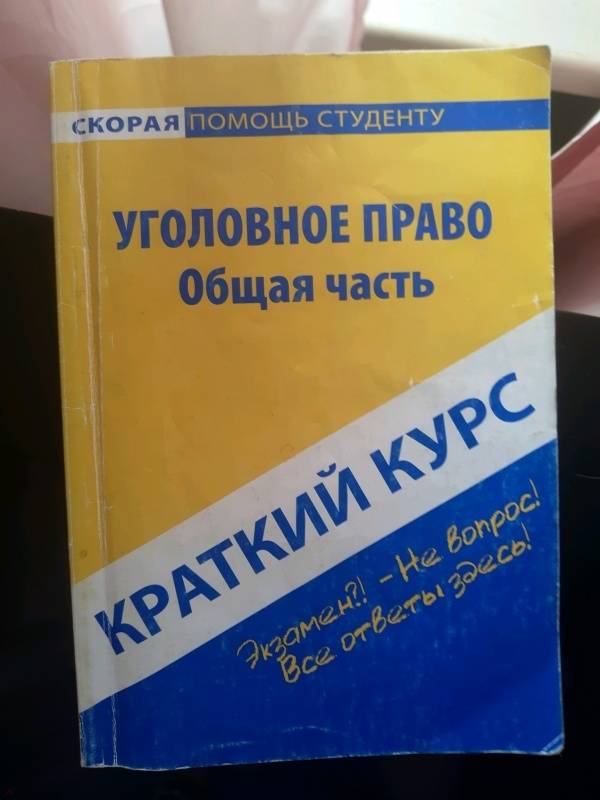 СКОРАЯ ПОМОЩЬ СТУДЕНТУ
УГОЛОВНОЕ ПРАВО
Общая часть
КРАТКИЙ КУРС
Экзамен?! - Не вопрос!
Все ответы здесь!